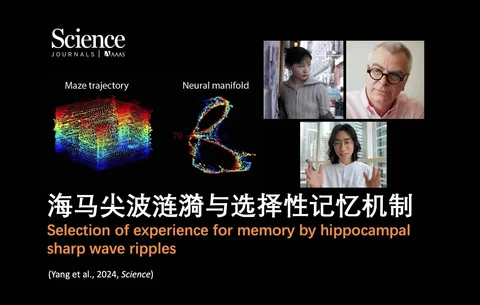 Science
JOURNALS | AAAS
Maze trajectory
Neural manifold
70
海马尖波涟漪与选择性记忆机制
Selection of experience for memory by hippocampal
sharp wave ripples
(Yang et al., 2024, Science)